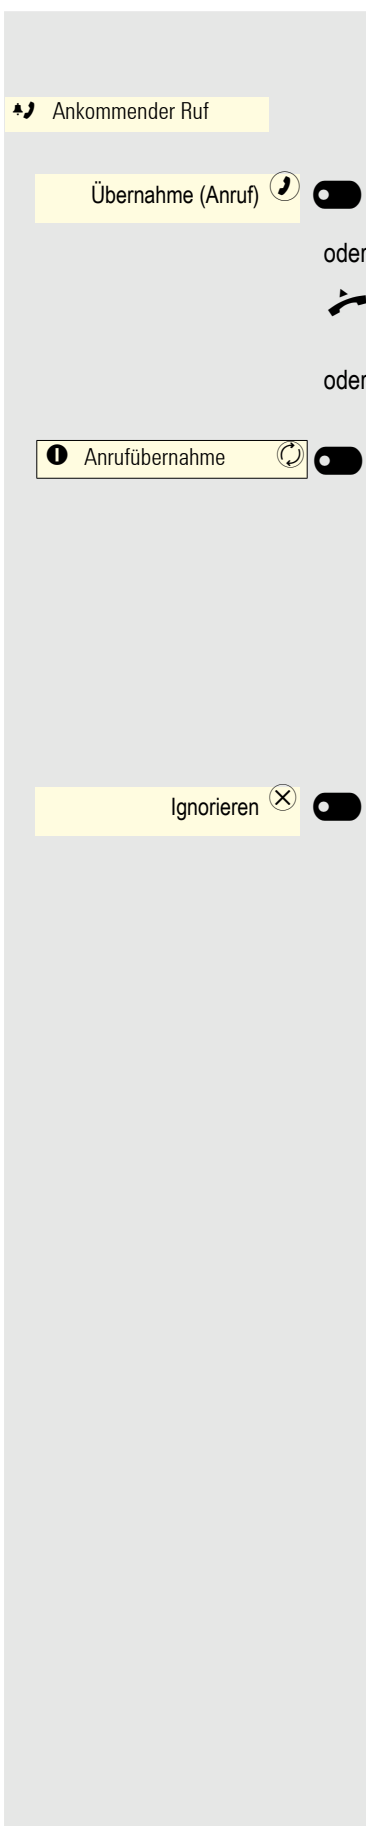 Ankommender Ruf
Übernahme (Anruf)
oder
oder
Anrufübernahme
Ignorieren